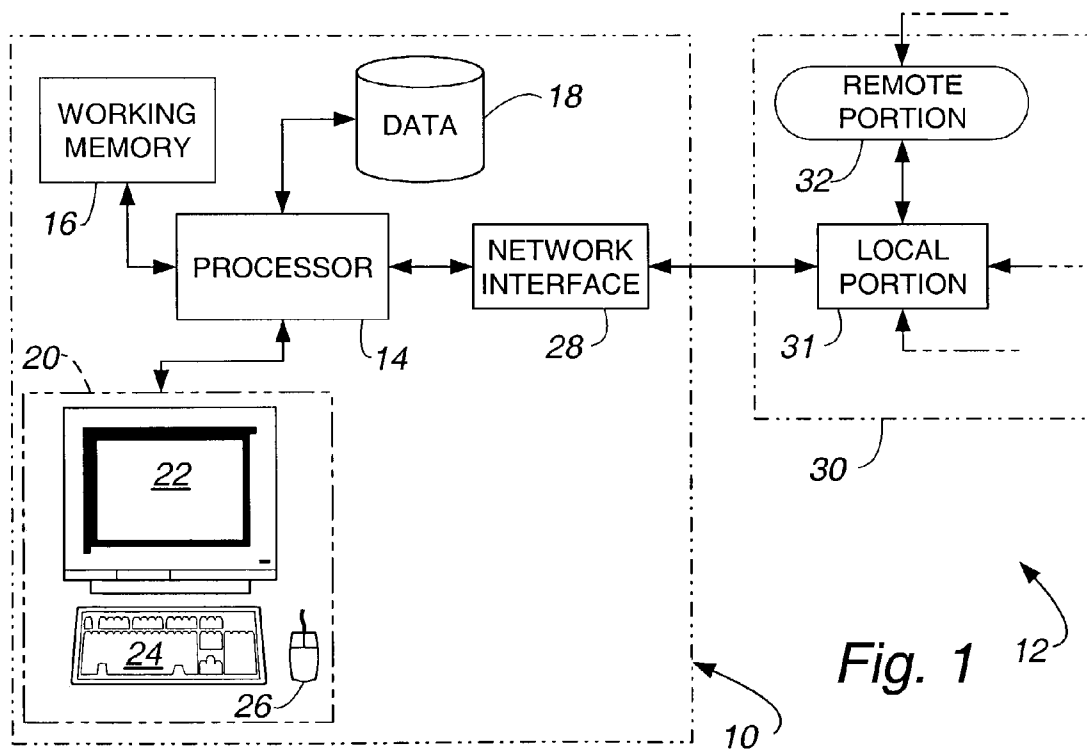 WORKING
MEMORY
16
DATA
18
REMOTE
PORTION
32
PROCESSOR
14
NETWORK
INTERFACE
28
LOCAL
PORTION
31
20
22
24
26
30
12
10
Fig. 1